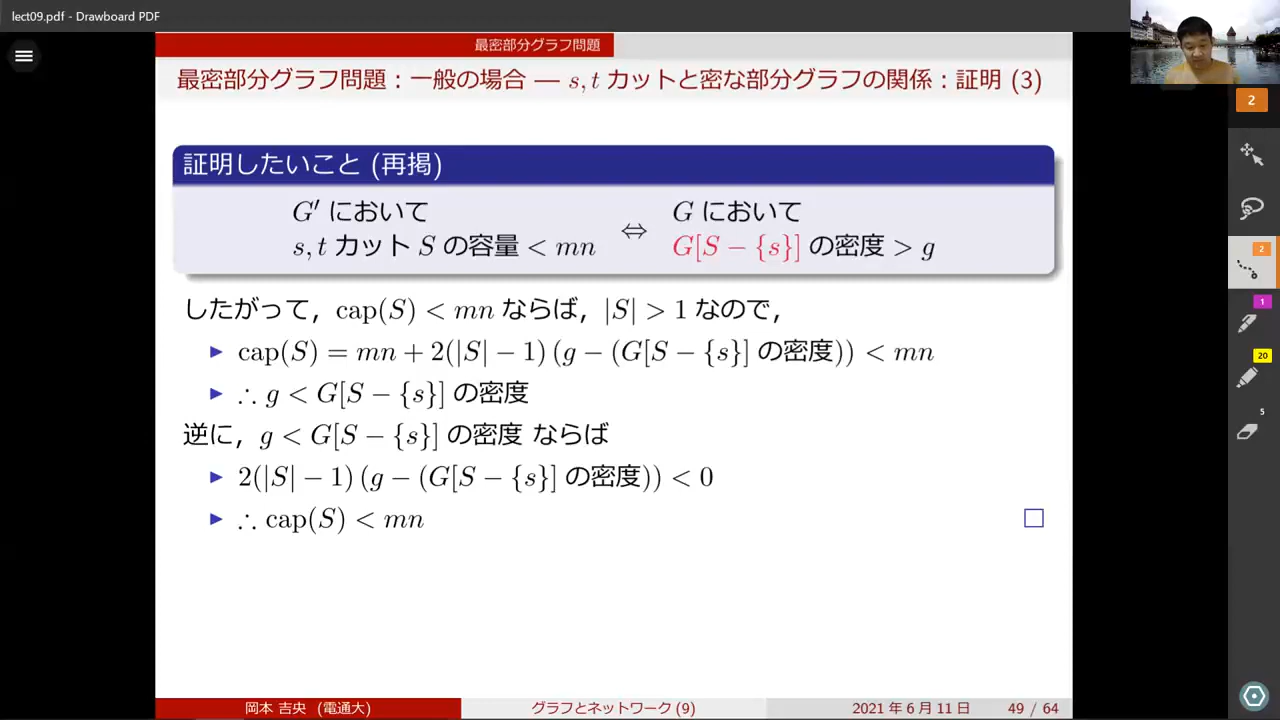 lect09.pdf - Drawboard PDF
最密部分グラフ問題
最密部分グラフ問題：一般の場合 — s, t カットと密な部分グラフの関係：証明 (3)
証明したいこと (再掲)
G′ において
s, t カット S の容量 < mn
⇔
G において
G[S − {s}] の密度 > g
したがって，cap(S) < mn ならば，|S| > 1 なので，
▶ cap(S) = mn + 2(|S| − 1) (g − (G[S − {s}] の密度)) < mn
▶ ∴ g < G[S − {s}] の密度
逆に，g < G[S − {s}] の密度 ならば
▶ 2(|S| − 1) (g − (G[S − {s}] の密度)) < 0
▶ ∴ cap(S) < mn
□
岡本 吉央 (電通大)
グラフとネットワーク (9)
2021 年 6 月 11 日
49 / 64
2
2
1
20
5